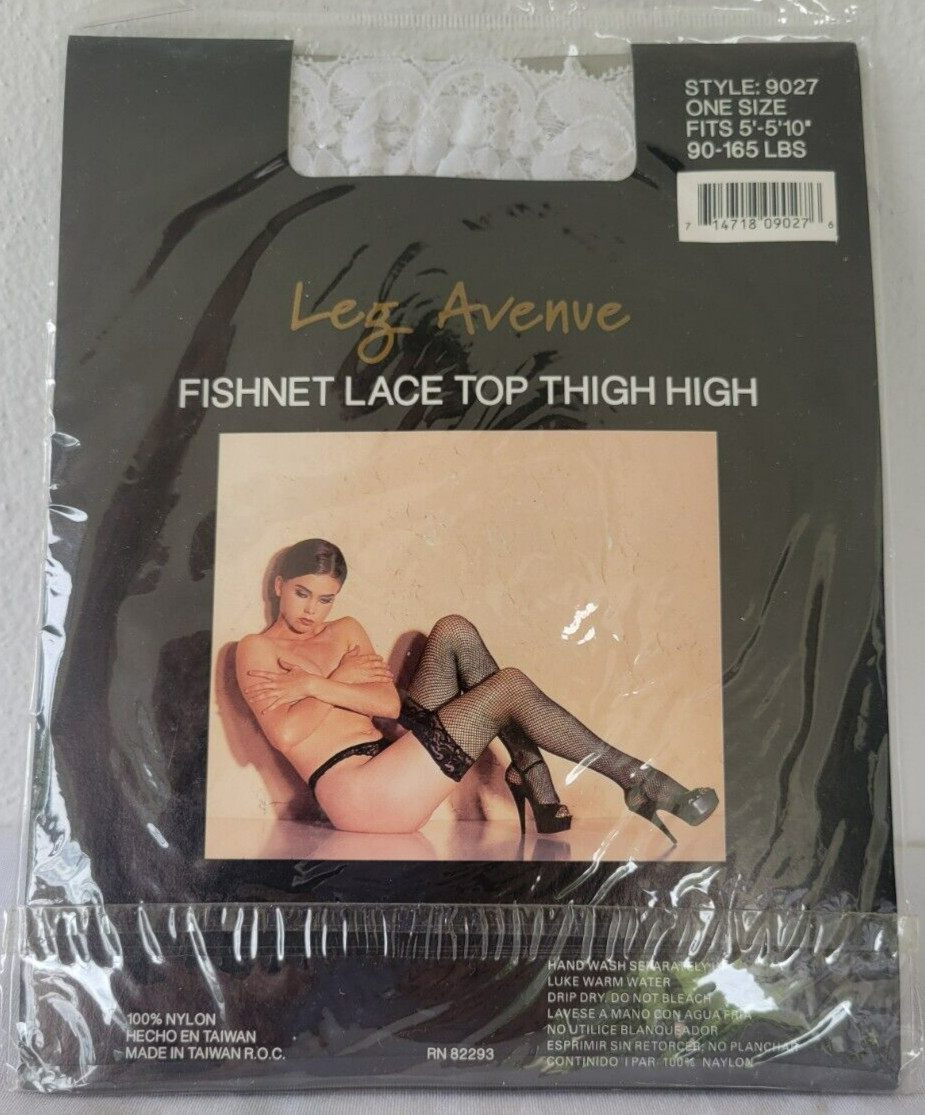 STYLE: 9027
ONE SIZE
FITS 5'-5'10"
90-165 LBS
7 14718 09027 6
Leg Avenue
FISHNET LACE TOP THIGH HIGH
HAND WASH SEPARATELY
LUKE WARM WATER
DRIP DRY. DO NOT BLEACH
LAVESE A MANO CON AGUA FRIA
NO UTILICE BLANQUEADOR
ESPRIMIR SIN RETORCER, NO PLANCHAR
CONTINIDO 1 PAR 100% NAYLON
100% NYLON
HECHO EN TAIWAN
MADE IN TAIWAN R.O.C.
RN 82293